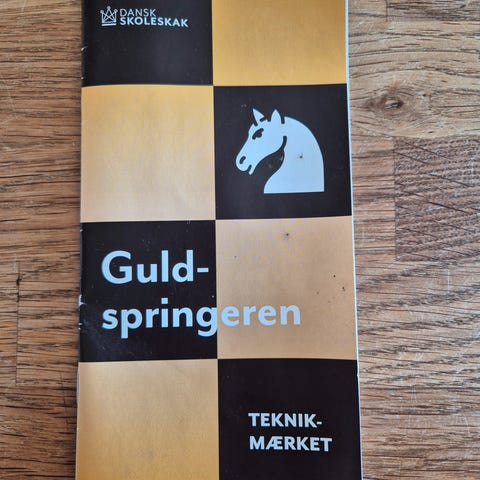 DANSK
SKOLESKAK
Guld-
springeren
TEKNIK-
MÆRKET